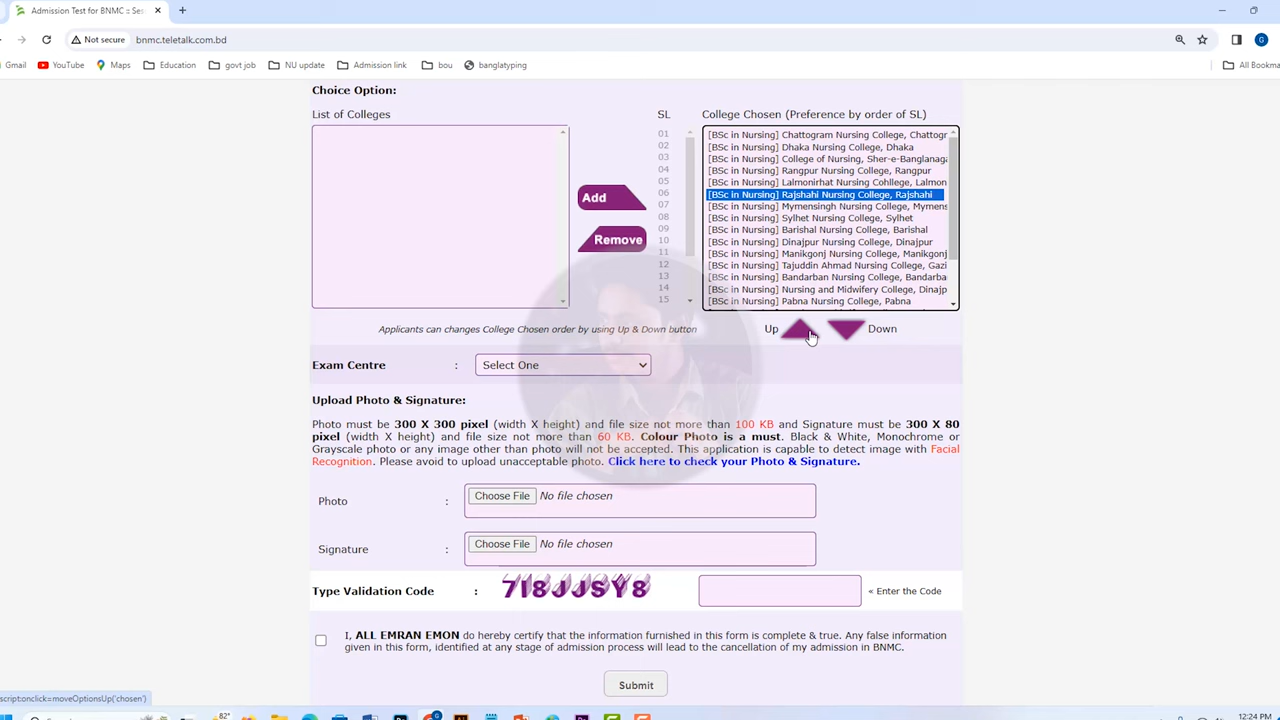 Admission Test for BNMC :: Ses
Not secure bnmc.teletalk.com.bd
Gmail YouTube Maps Education govt job NU update Admission link bou banglatyping All Bookma
Choice Option:
List of Colleges SL College Chosen (Preference by order of SL)
01 [BSc in Nursing] Chattogram Nursing College, Chattogr
02 [BSc in Nursing] Dhaka Nursing College, Dhaka
03 [BSc in Nursing] College of Nursing, Sher-e-Banglanaga
04 [BSc in Nursing] Rangpur Nursing College, Rangpur
05 [BSc in Nursing] Lalmonirhat Nursing Cohllege, Lalmon
06 [BSc in Nursing] Rajshahi Nursing College, Rajshahi
07 [BSc in Nursing] Mymensingh Nursing College, Mymens
08 [BSc in Nursing] Sylhet Nursing College, Sylhet
09 [BSc in Nursing] Barishal Nursing College, Barishal
10 [BSc in Nursing] Dinajpur Nursing College, Dinajpur
11 [BSc in Nursing] Manikgonj Nursing College, Manikgonj
12 [BSc in Nursing] Tajuddin Ahmad Nursing College, Gazi
13 [BSc in Nursing] Bandarban Nursing College, Bandarba
14 [BSc in Nursing] Nursing and Midwifery College, Dinajp
15 [BSc in Nursing] Pabna Nursing College, Pabna
Add
Remove
Applicants can changes College Chosen order by using Up & Down button Up Down
Exam Centre : Select One
Upload Photo & Signature:
Photo must be 300 X 300 pixel (width X height) and file size not more than 100 KB and Signature must be 300 X 80
pixel (width X height) and file size not more than 60 KB. Colour Photo is a must. Black & White, Monochrome or
Grayscale photo or any image other than photo will not be accepted. This application is capable to detect image with Facial
Recognition. Please avoid to upload unacceptable photo. Click here to check your Photo & Signature.
Photo : Choose File No file chosen
Signature : Choose File No file chosen
Type Validation Code : 7I8JJSY8 « Enter the Code
I, ALL EMRAN EMON do hereby certify that the information furnished in this form is complete & true. Any false information
given in this form, identified at any stage of admission process will lead to the cancellation of my admission in BNMC.
Submit
script:onclick=moveOptionsUp('chosen')
82°
12:24 PM